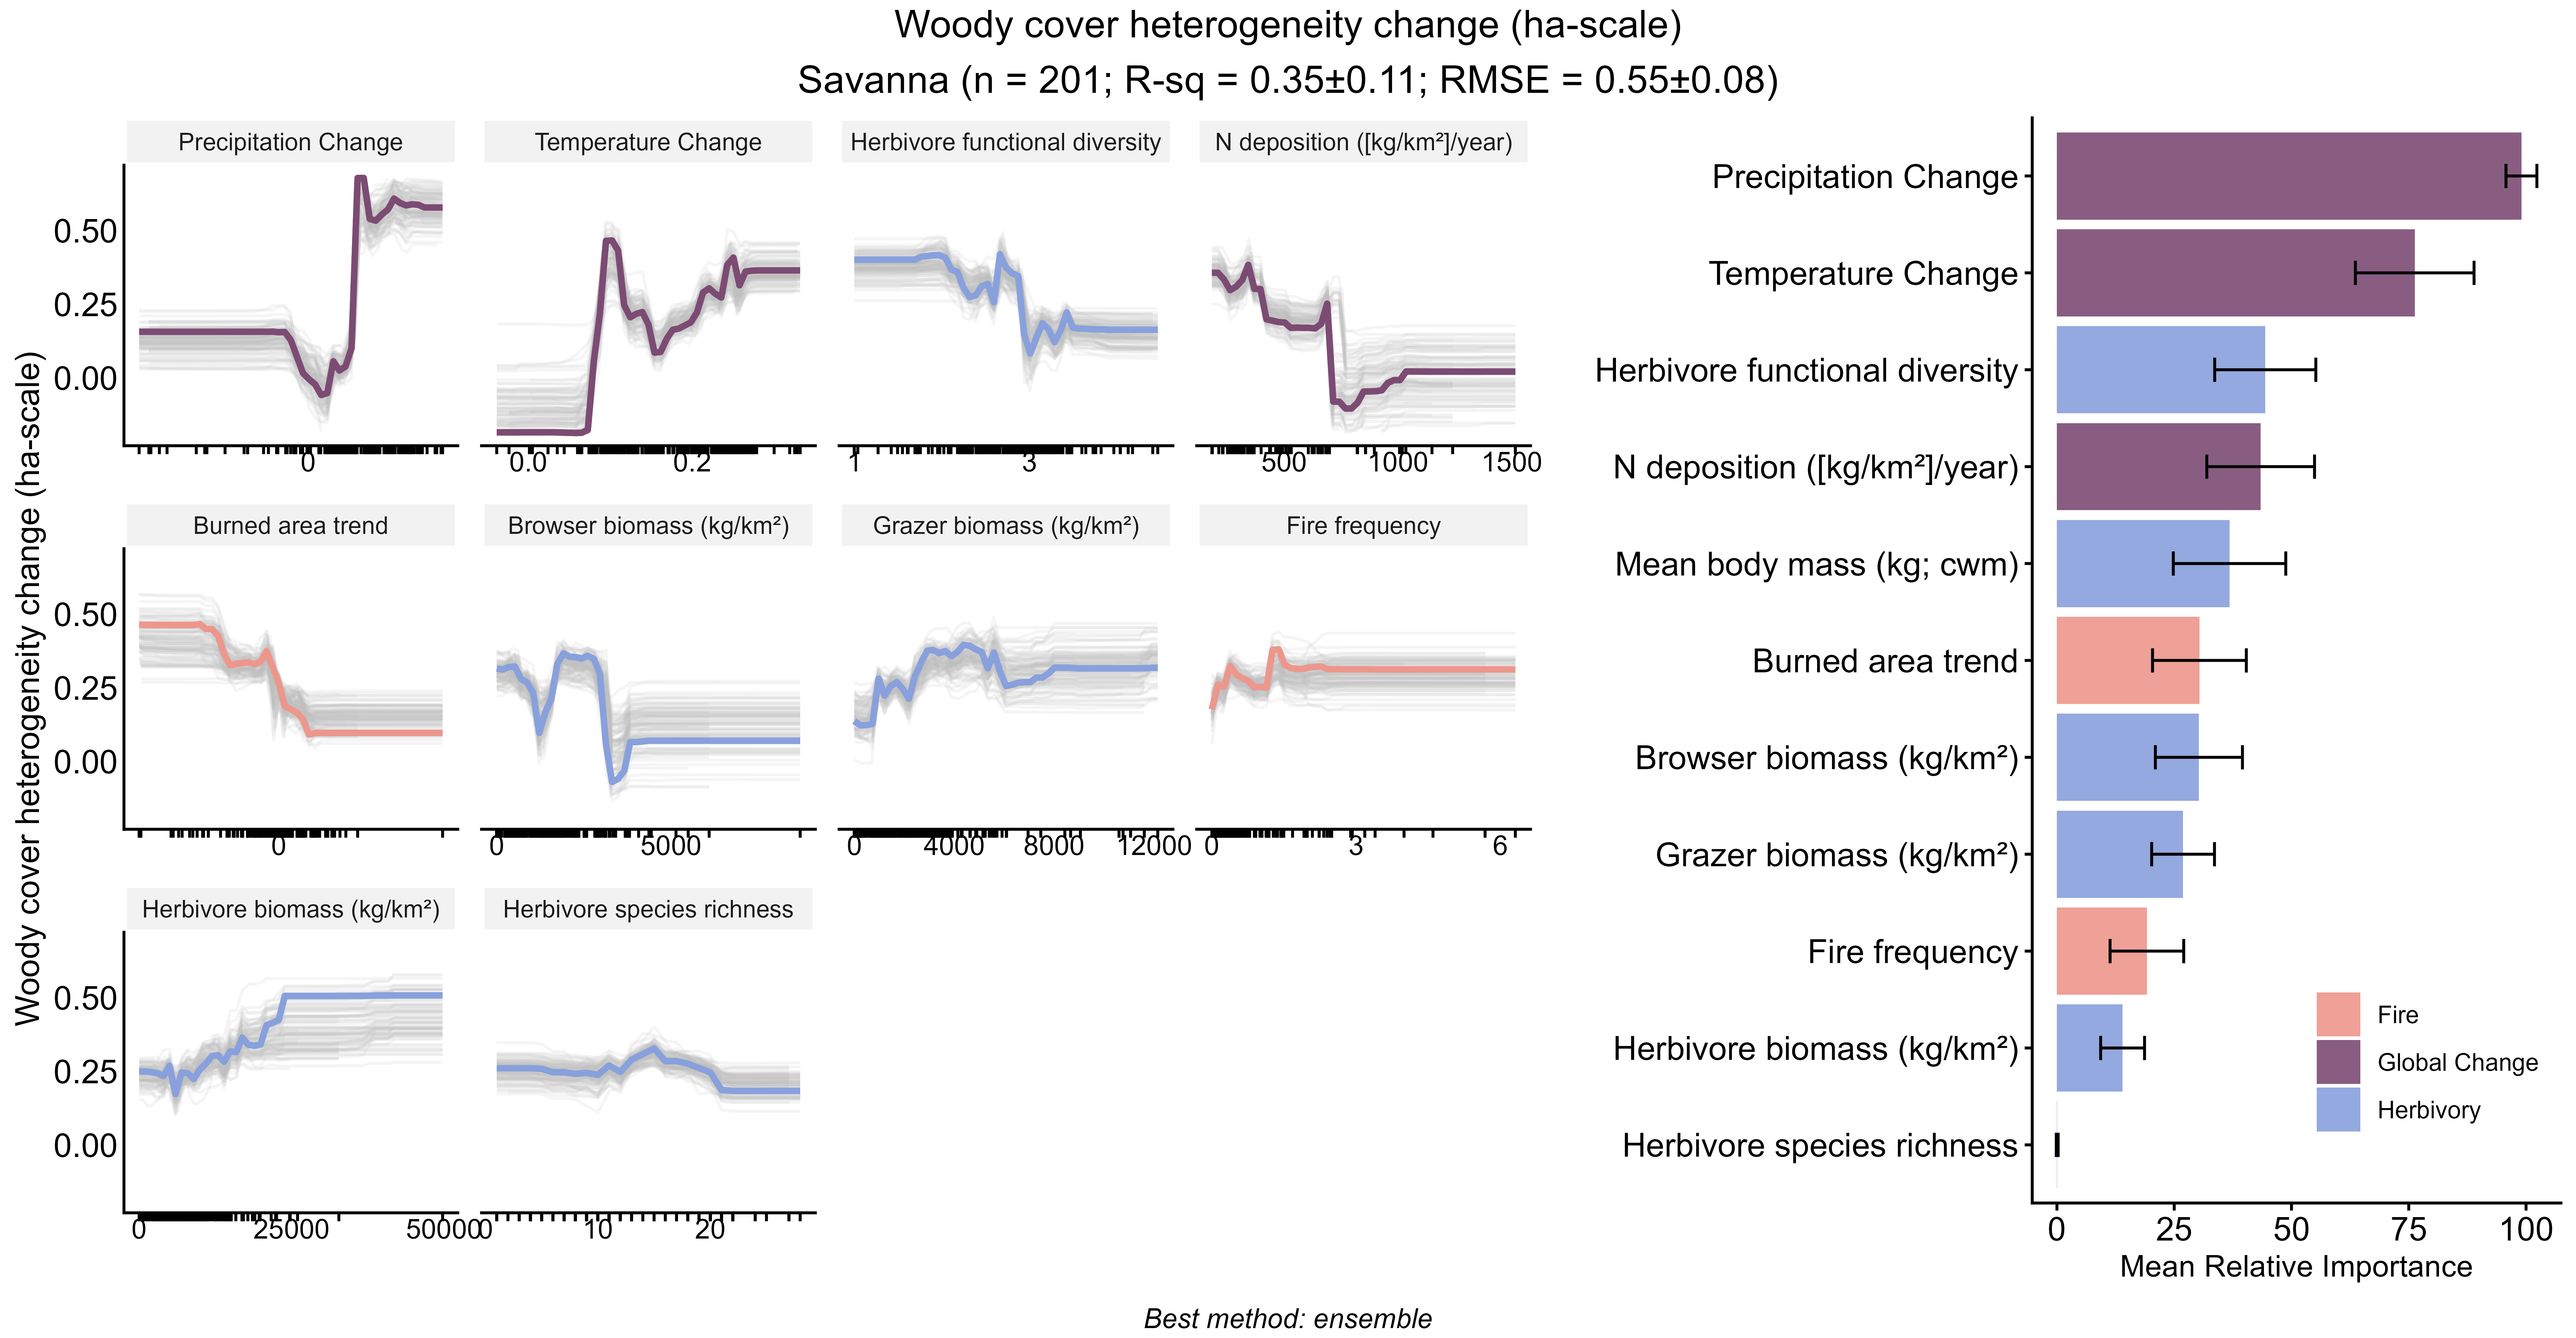 Woody cover heterogeneity change (ha-scale)
Savanna (n = 201; R-sq = 0.35±0.11; RMSE = 0.55±0.08)
Woody cover heterogeneity change (ha-scale)
Precipitation Change
Temperature Change
Herbivore functional diversity
N deposition ([kg/km²]/year)
0.50
0.25
0.00
0
0.0
0.2
1
3
500
1000
1500
Burned area trend
Browser biomass (kg/km²)
Grazer biomass (kg/km²)
Fire frequency
0.50
0.25
0.00
0
0
5000
0
4000
8000
12000
0
3
6
Herbivore biomass (kg/km²)
Herbivore species richness
0.50
0.25
0.00
0
25000
50000
0
10
20
Precipitation Change
Temperature Change
Herbivore functional diversity
N deposition ([kg/km²]/year)
Mean body mass (kg; cwm)
Burned area trend
Browser biomass (kg/km²)
Grazer biomass (kg/km²)
Fire frequency
Herbivore biomass (kg/km²)
Herbivore species richness
Fire
Global Change
Herbivory
0
25
50
75
100
Mean Relative Importance
Best method: ensemble